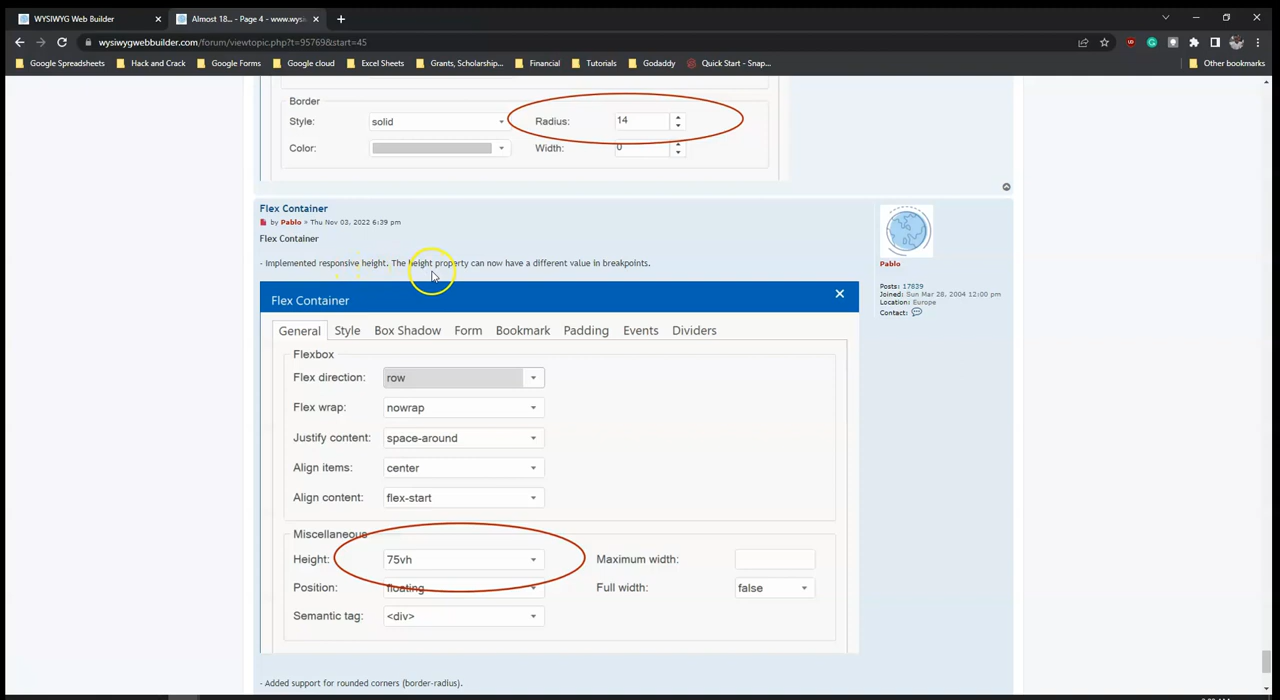 WYSIWYG Web Builder
Almost 18... - Page 4 - www.wysi
wysiwygwebbuilder.com/forum/viewtopic.php?t=95769&start=45
Google Spreadsheets
Hack and Crack
Google Forms
Google cloud
Excel Sheets
Grants, Scholarship...
Financial
Tutorials
Godaddy
Quick Start - Snap...
Other bookmarks
Border
Style: solid Radius: 14
Color: Width: 0
Flex Container
by Pablo » Thu Nov 03, 2022 6:39 pm
Flex Container
- Implemented responsive height. The height property can now have a different value in breakpoints.
Pablo
Posts: 17839
Joined: Sun Mar 28, 2004 12:00 pm
Location: Europe
Contact:
Flex Container
General Style Box Shadow Form Bookmark Padding Events Dividers
Flexbox
Flex direction: row
Flex wrap: nowrap
Justify content: space-around
Align items: center
Align content: flex-start
Miscellaneous
Height: 75vh Maximum width:
Position: floating Full width: false
Semantic tag: <div>
- Added support for rounded corners (border-radius).